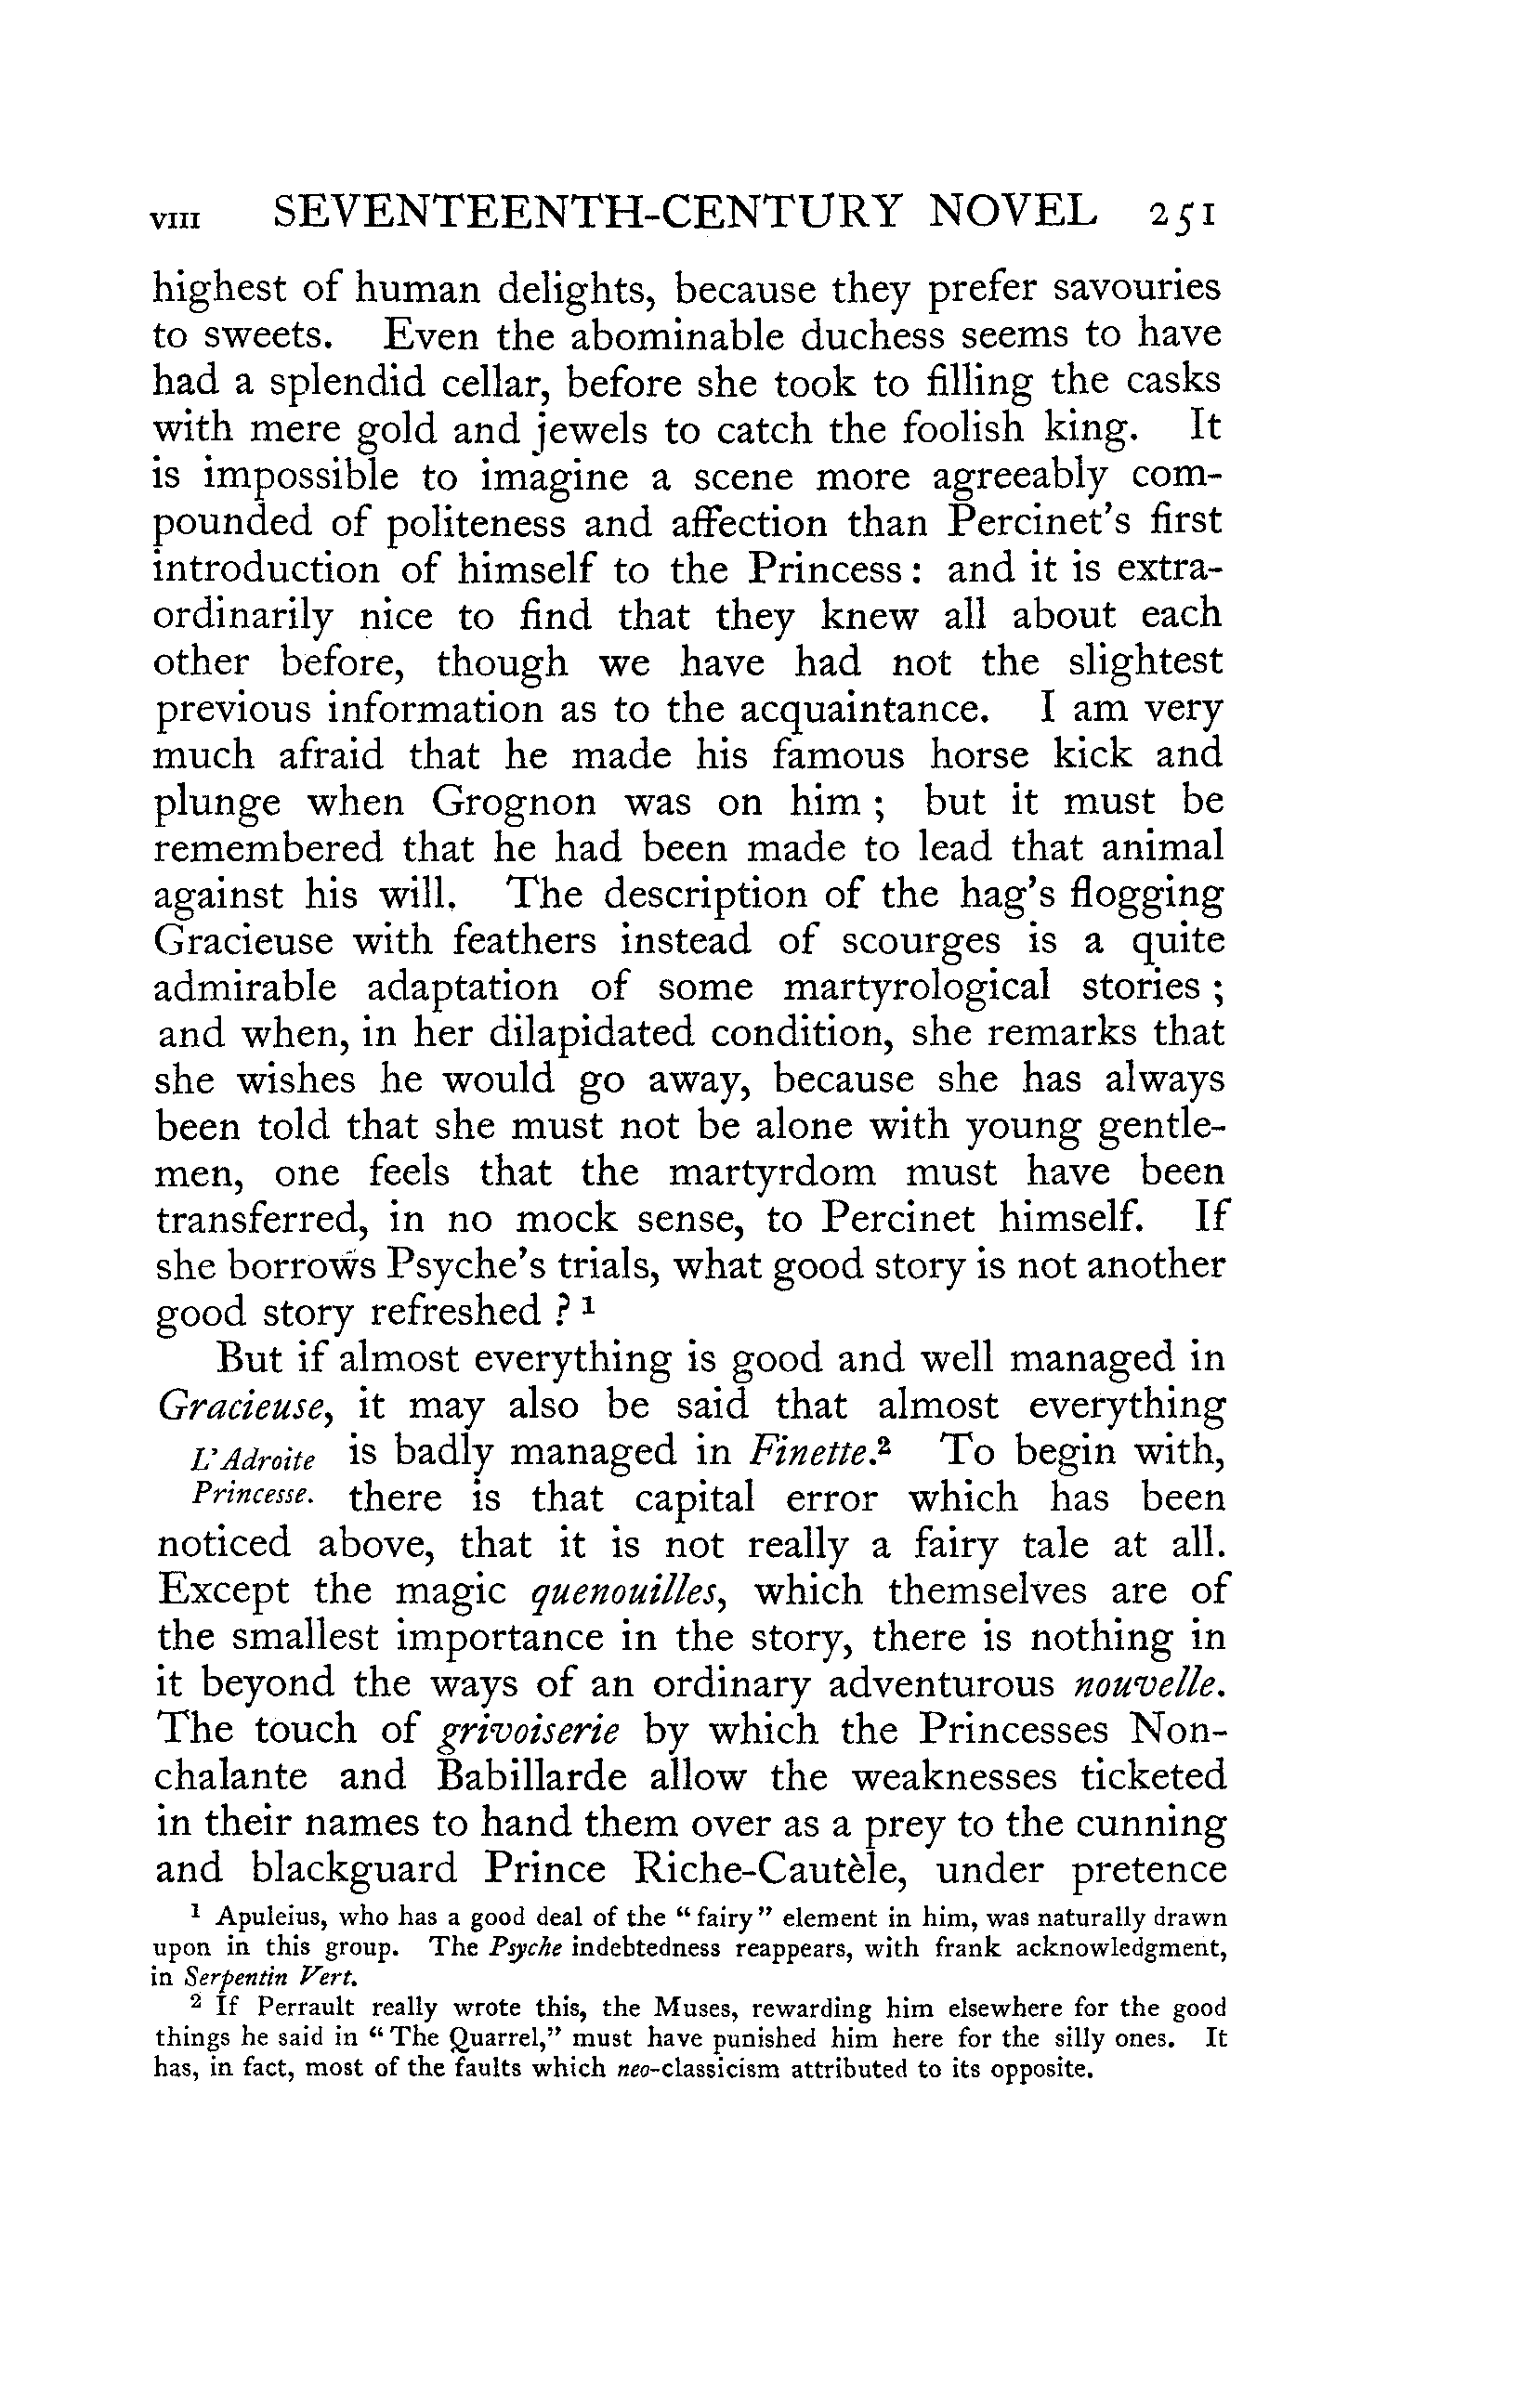 VIII SEVENTEENTH-CENTURY NOVEL 251
highest of human delights, because they prefer savouries
to sweets. Even the abominable duchess seems to have
had a splendid cellar, before she took to filling the casks
with mere gold and jewels to catch the foolish king. It
is impossible to imagine a scene more agreeably com-
pounded of politeness and affection than Percinet's first
introduction of himself to the Princess : and it is extra-
ordinarily nice to find that they knew all about each
other before, though we have had not the slightest
previous information as to the acquaintance. I am very
much afraid that he made his famous horse kick and
plunge when Grognon was on him ; but it must be
remembered that he had been made to lead that animal
against his will. The description of the hag's flogging
Gracieuse with feathers instead of scourges is a quite
admirable adaptation of some martyrological stories ;
and when, in her dilapidated condition, she remarks that
she wishes he would go away, because she has always
been told that she must not be alone with young gentle-
men, one feels that the martyrdom must have been
transferred, in no mock sense, to Percinet himself. If
she borrows Psyche's trials, what good story is not another
good story refreshed ? 1
But if almost everything is good and well managed in
Gracieuse, it may also be said that almost everything
L'Adroite is badly managed in Finette.2 To begin with,
Princesse. there is that capital error which has been
noticed above, that it is not really a fairy tale at all.
Except the magic quenouilles, which themselves are of
the smallest importance in the story, there is nothing in
it beyond the ways of an ordinary adventurous nouvelle.
The touch of grivoiserie by which the Princesses Non-
chalante and Babillarde allow the weaknesses ticketed
in their names to hand them over as a prey to the cunning
and blackguard Prince Riche-Cautèle, under pretence
1 Apuleius, who has a good deal of the "fairy" element in him, was naturally drawn
upon in this group. The Psyche indebtedness reappears, with frank acknowledgment,
in Serpentin Vert.
2 If Perrault really wrote this, the Muses, rewarding him elsewhere for the good
things he said in "The Quarrel," must have punished him here for the silly ones. It
has, in fact, most of the faults which neo-classicism attributed to its opposite.